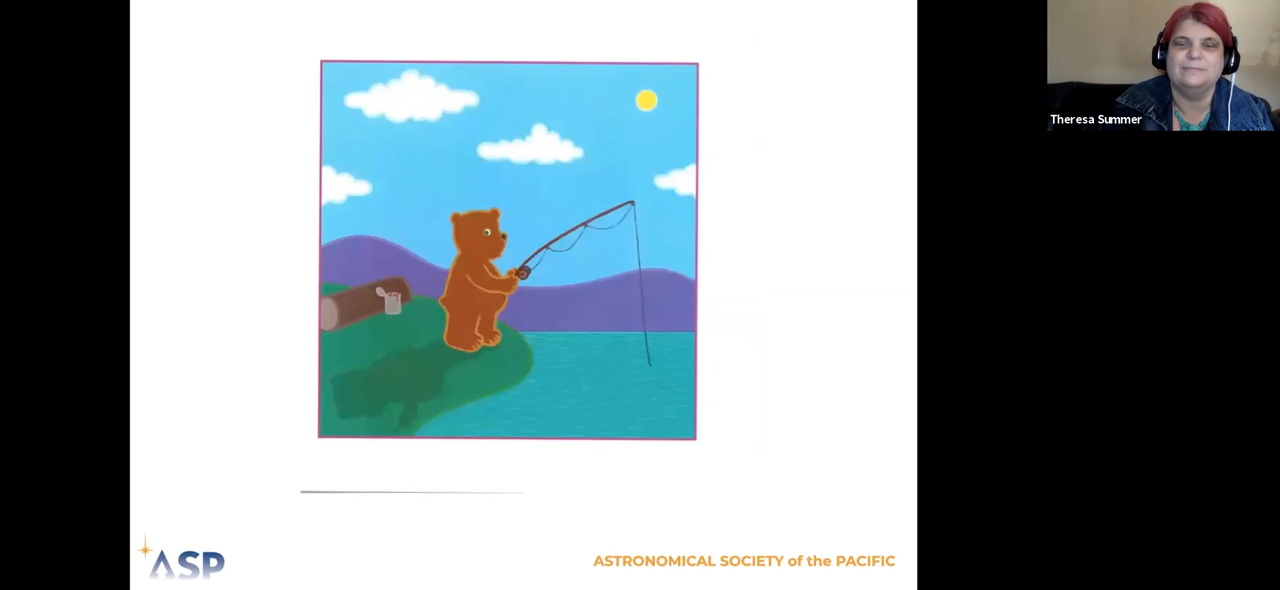 Theresa Summer
ASP
ASTRONOMICAL SOCIETY of the PACIFIC